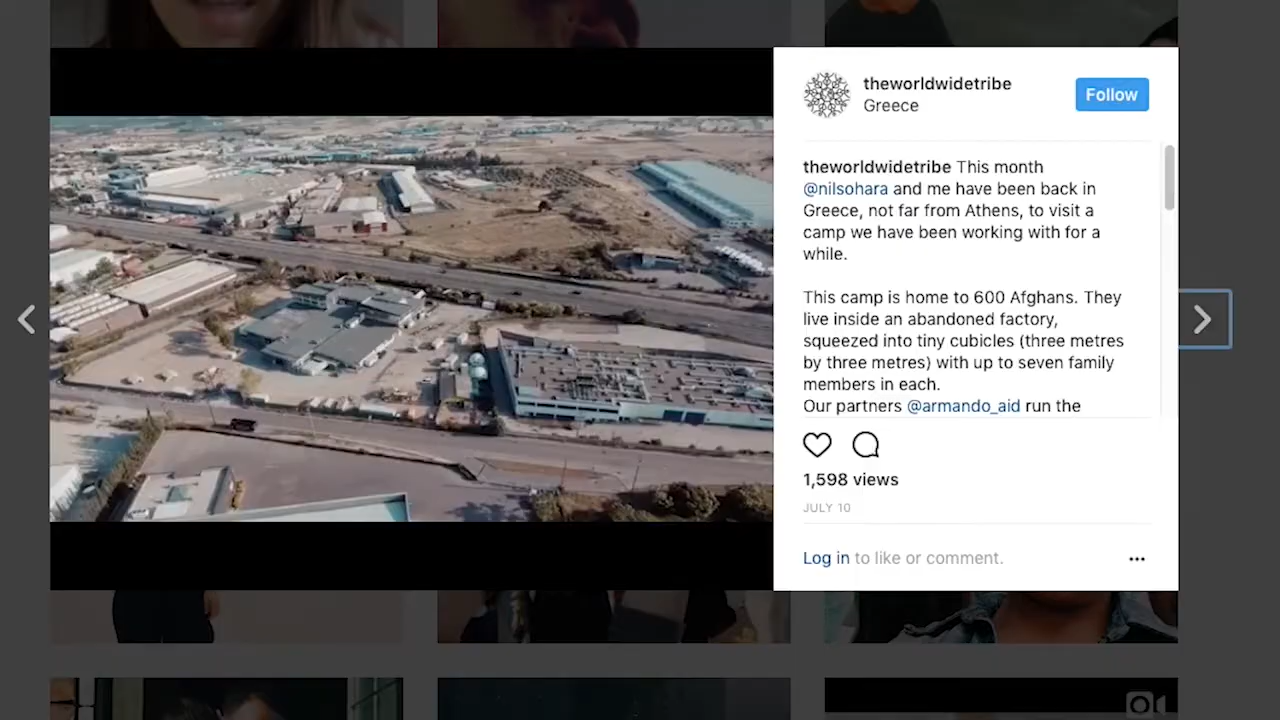 theworldwidetribe
Greece
Follow
theworldwidetribe This month
@nilsohara and me have been back in
Greece, not far from Athens, to visit a
camp we have been working with for a
while.
This camp is home to 600 Afghans. They
live inside an abandoned factory,
squeezed into tiny cubicles (three metres
by three metres) with up to seven family
members in each.
Our partners @armando_aid run the
1,598 views
JULY 10
Log in to like or comment.